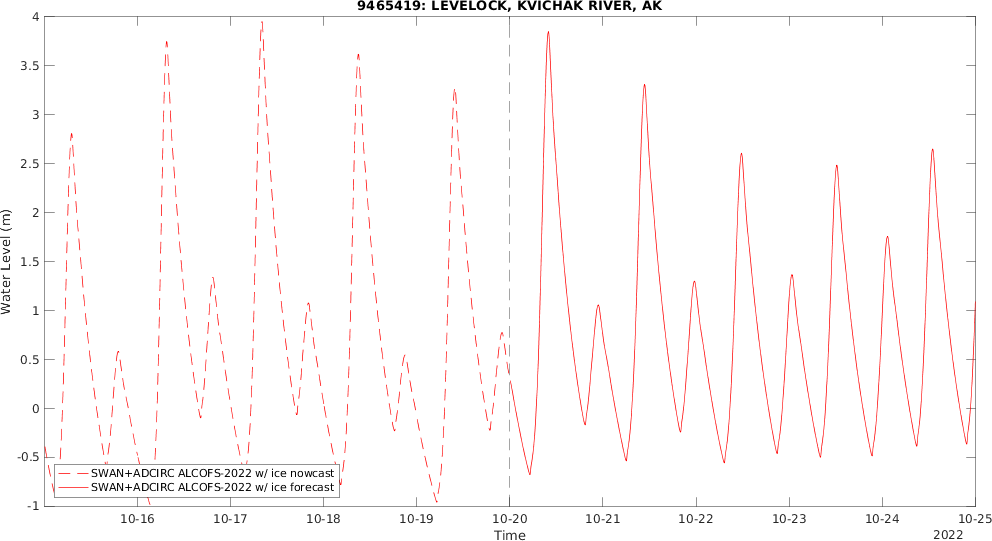 9465419: LEVELOCK, KVICHAK RIVER, AK
4
3.5
3
2.5
2
1.5
1
0.5
0
-0.5
-1
Water Level (m)
SWAN+ADCIRC ALCOFS-2022 w/ ice nowcast
SWAN+ADCIRC ALCOFS-2022 w/ ice forecast
10-16 10-17 10-18 10-19 10-20 10-21 10-22 10-23 10-24 10-25
Time
2022